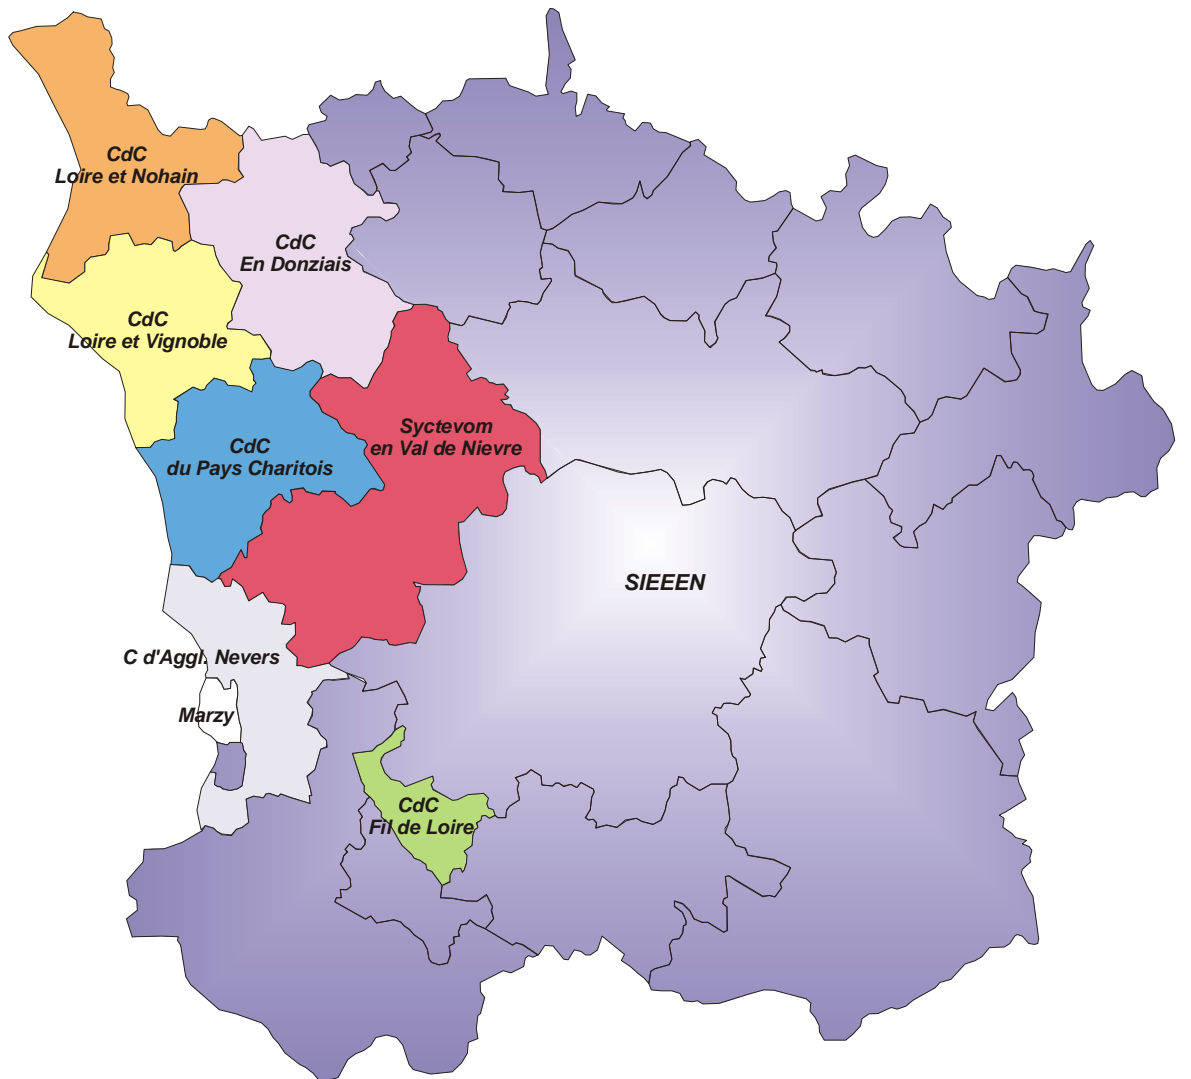 CdC
Loire et Nohain
CdC
En Donziais
CdC
Loire et Vignoble
Syctevom
en Val de Nievre
CdC
du Pays Charitois
SIEEEN
C d'Aggl. Nevers
Marzy
CdC
Fil de Loire